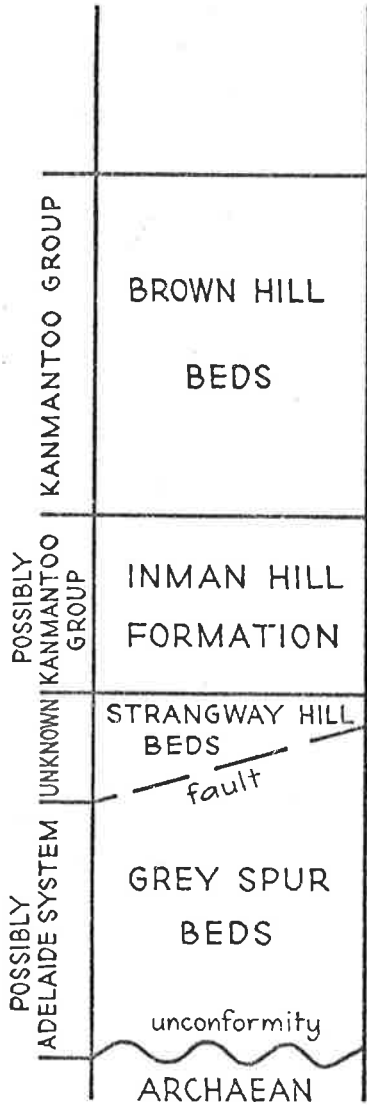 KANMANTOO GROUP
BROWN HILL
BEDS
POSSIBLY
KANMANTOO
GROUP
INMAN HILL
FORMATION
UNKNOWN
STRANGWAY HILL
BEDS
fault
POSSIBLY
ADELAIDE SYSTEM
GREY SPUR
BEDS
unconformity
ARCHAEAN